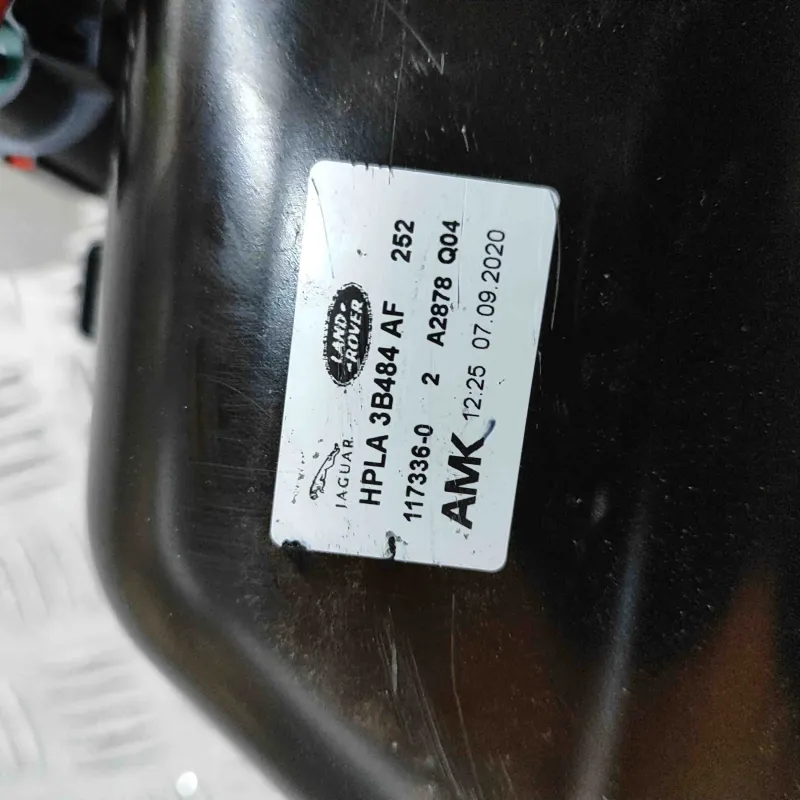 JAGUAR
LAND ROVER
HPLA 3B484 AF 252
117336-0 2 A2878 Q04
AMK 12:25 07.09.2020